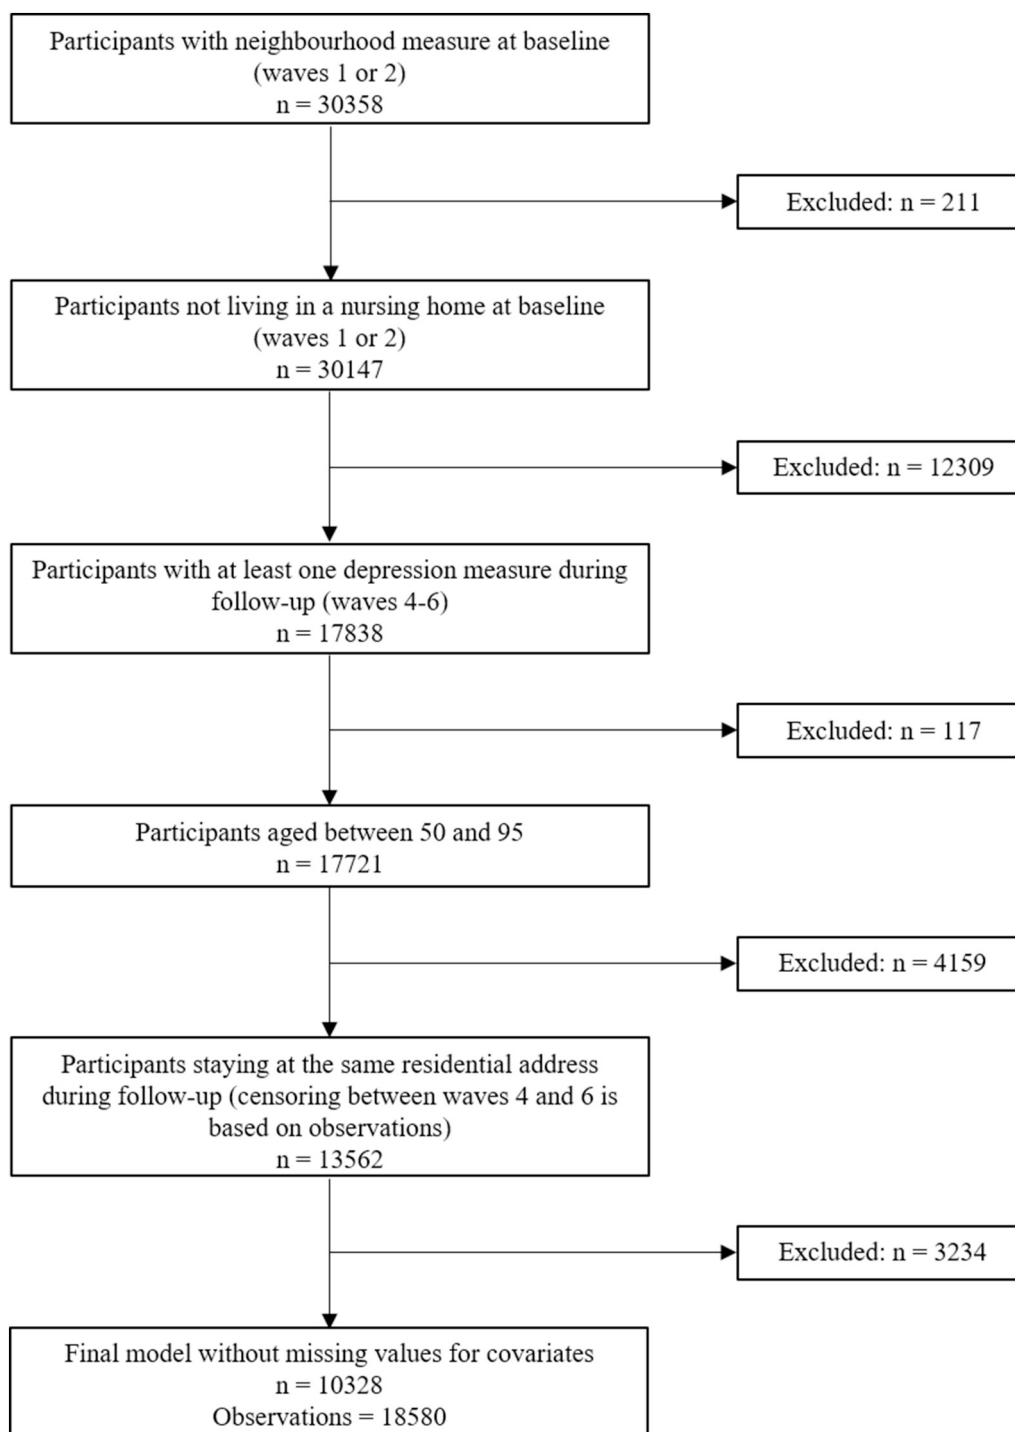 Participants with neighbourhood measure at baseline
(waves 1 or 2)
n = 30358
Excluded: n = 211
Participants not living in a nursing home at baseline
(waves 1 or 2)
n = 30147
Excluded: n = 12309
Participants with at least one depression measure during
follow-up (waves 4-6)
n = 17838
Excluded: n = 117
Participants aged between 50 and 95
n = 17721
Excluded: n = 4159
Participants staying at the same residential address
during follow-up (censoring between waves 4 and 6 is
based on observations)
n = 13562
Excluded: n = 3234
Final model without missing values for covariates
n = 10328
Observations = 18580